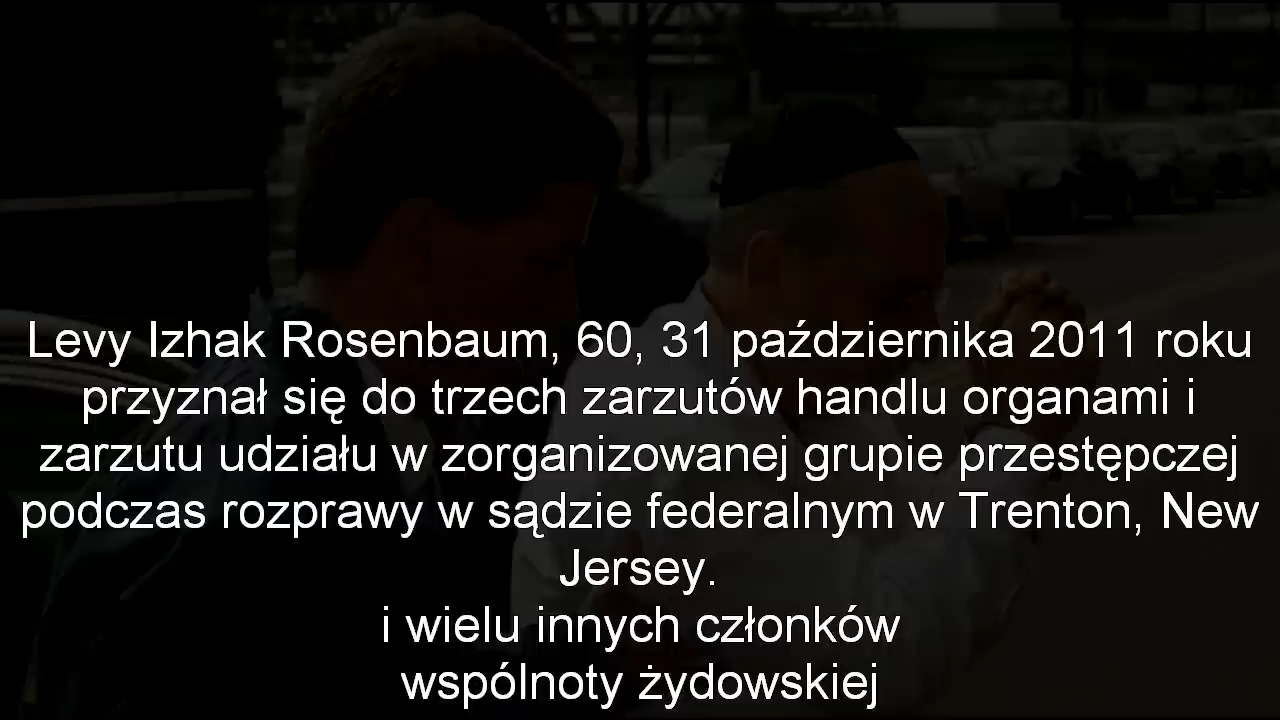 Levy Izhak Rosenbaum, 60, 31 października 2011 roku
przyznał się do trzech zarzutów handlu organami i
zarzutu udziału w zorganizowanej grupie przestępczej
podczas rozprawy w sądzie federalnym w Trenton, New
Jersey.
i wielu innych członków
wspólnoty żydowskiej